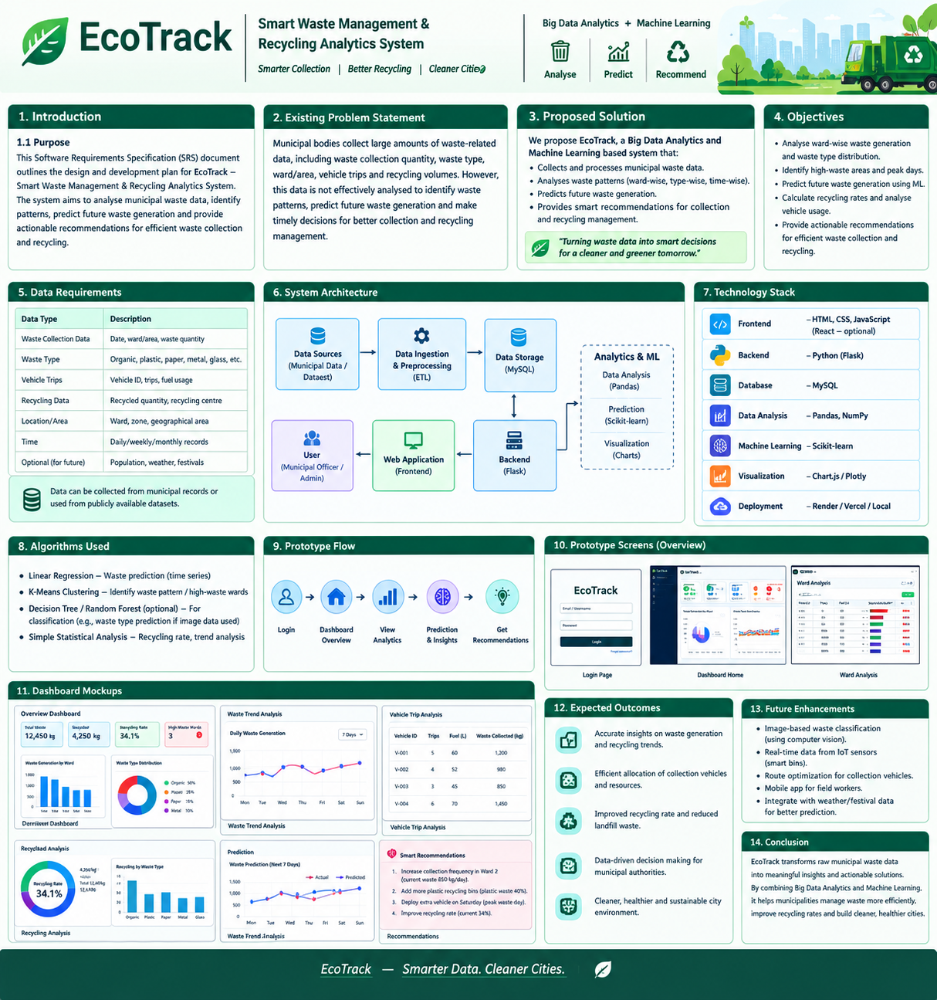 EcoTrack
Smart Waste Management &
Recycling Analytics System
Smarter Collection | Better Recycling | Cleaner Cities
Big Data Analytics + Machine Learning
Analyse
Predict
Recommend
1. Introduction
1.1 Purpose
This Software Requirements Specification (SRS) document
outlines the design and development plan for EcoTrack –
Smart Waste Management & Recycling Analytics System.
The system aims to analyse municipal waste data, identify
patterns, predict future waste generation and provide
actionable recommendations for efficient waste collection
and recycling.
2. Existing Problem Statement
Municipal bodies collect large amounts of waste-related
data, including waste collection quantity, waste type,
ward/area, vehicle trips and recycling volumes. However,
this data is not effectively analysed to identify waste
patterns, predict future waste generation and make
timely decisions for better collection and recycling
management.
3. Proposed Solution
We propose EcoTrack, a Big Data Analytics and
Machine Learning based system that:
• Collects and processes municipal waste data.
• Analyses waste patterns (ward-wise, type-wise, time-wise).
• Predicts future waste generation.
• Provides smart recommendations for collection
and recycling management.
"Turning waste data into smart decisions
for a cleaner and greener tomorrow."
4. Objectives
• Analyse ward-wise waste generation
and waste type distribution.
• Identify high-waste areas and peak days.
• Predict future waste generation using ML.
• Calculate recycling rates and analyse
vehicle usage.
• Provide actionable recommendations
for efficient waste collection and
recycling.
5. Data Requirements
Data Type Description
Waste Collection Data Date, ward/area, waste quantity
Waste Type Organic, plastic, paper, metal, glass, etc.
Vehicle Trips Vehicle ID, trips, fuel usage
Recycling Data Recycled quantity, recycling centre
Location/Area Ward, zone, geographical area
Time Daily/weekly/monthly records
Optional (for future) Population, weather, festivals
Data can be collected from municipal records or
used from publicly available datasets.
6. System Architecture
Data Sources
(Municipal Data /
Dataest)
Data Ingestion
& Preprocessing
(ETL)
Data Storage
(MySQL)
Analytics & ML
Data Analysis
(Pandas)
Prediction
(Scikit-learn)
Visualization
(Charts)
User
(Municipal Officer /
Admin)
Web Application
(Frontend)
Backend
(Flask)
7. Technology Stack
Frontend – HTML, CSS, JavaScript
(React – optional)
Backend – Python (Flask)
Database – MySQL
Data Analysis – Pandas, NumPy
Machine Learning – Scikit-learn
Visualization – Chart.js / Plotly
Deployment – Render / Vercel / Local
8. Algorithms Used
• Linear Regression – Waste prediction (time series)
• K-Means Clustering – Identify waste pattern / high-waste wards
• Decision Tree / Random Forest (optional) – For
classification (e.g., waste type prediction if image data used)
• Simple Statistical Analysis – Recycling rate, trend analysis
9. Prototype Flow
Login
Dashboard
Overview
View
Analytics
Prediction
& Insights
Get
Recommendations
10. Prototype Screens (Overview)
EcoTrack
Email / Username
Password
Login
Login Page
Dashboard Home
Ward Analysis
Ward Analysis
11. Dashboard Mockups
Overview Dashboard
12,450 kg
4,250 kg
Recycling Rate
34.1%
High Waste Wards
3
Waste Generation by Ward
Waste Type Distribution
Organic 50%
Paper 15%
Metal 10%
Dashboard
Waste Trend Analysis
Daily Waste Generation
7 Days
1,500
1,000
500
0
Mon Tue Wed Thu Fri Sat Sun
Waste Trend Analysis
Vehicle Trip Analysis
Vehicle ID Trips Fuel (L) Waste Collected (kg)
V-001 5 60 1,200
V-002 4 52 980
V-003 3 45 850
V-004 6 70 1,450
Vehicle Trip Analysis
Analysis
Recycling Rate
34.1%
Recycling by Waste Type
Organic Plastic Paper Metal Glass
Recycling Analysis
Prediction
Waste Prediction (Next 7 Days)
Actual Predicted
1,500
1,000
500
0
Mon Tue Wed Thu Fri Sat Sun
Smart Recommendations
1. Increase collection frequency in Ward 2
(current waste 850 kg/day).
2. Add more plastic recycling bins (plastic waste 40%).
3. Deploy extra vehicle on Saturday (peak waste day).
4. Improve recycling rate (current 34%).
Recommendations
12. Expected Outcomes
Accurate insights on waste generation
and recycling trends.
Efficient allocation of collection vehicles
and resources.
Improved recycling rate and reduced
landfill waste.
Data-driven decision making for
municipal authorities.
Cleaner, healthier and sustainable city
environment.
13. Future Enhancements
• Image-based waste classification
(using computer vision).
• Real-time data from IoT sensors
(smart bins).
• Route optimization for collection vehicles.
• Mobile app for field workers.
• Integrate with weather/festival data
for better prediction.
14. Conclusion
EcoTrack transforms raw municipal waste data
into meaningful insights and actionable solutions.
By combining Big Data Analytics and Machine Learning,
it helps municipalities manage waste more efficiently,
improve recycling rates and build cleaner, healthier cities.
EcoTrack — Smarter Data. Cleaner Cities.